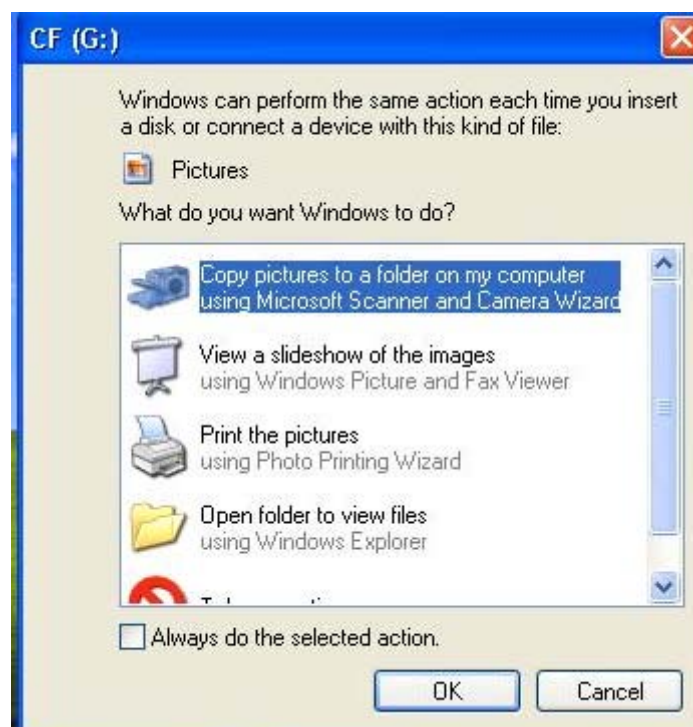 CF (G:)
Windows can perform the same action each time you insert
a disk or connect a device with this kind of file:
Pictures
What do you want Windows to do?
Copy pictures to a folder on my computer
using Microsoft Scanner and Camera Wizard
View a slideshow of the images
using Windows Picture and Fax Viewer
Print the pictures
using Photo Printing Wizard
Open folder to view files
using Windows Explorer
Always do the selected action.
OK
Cancel